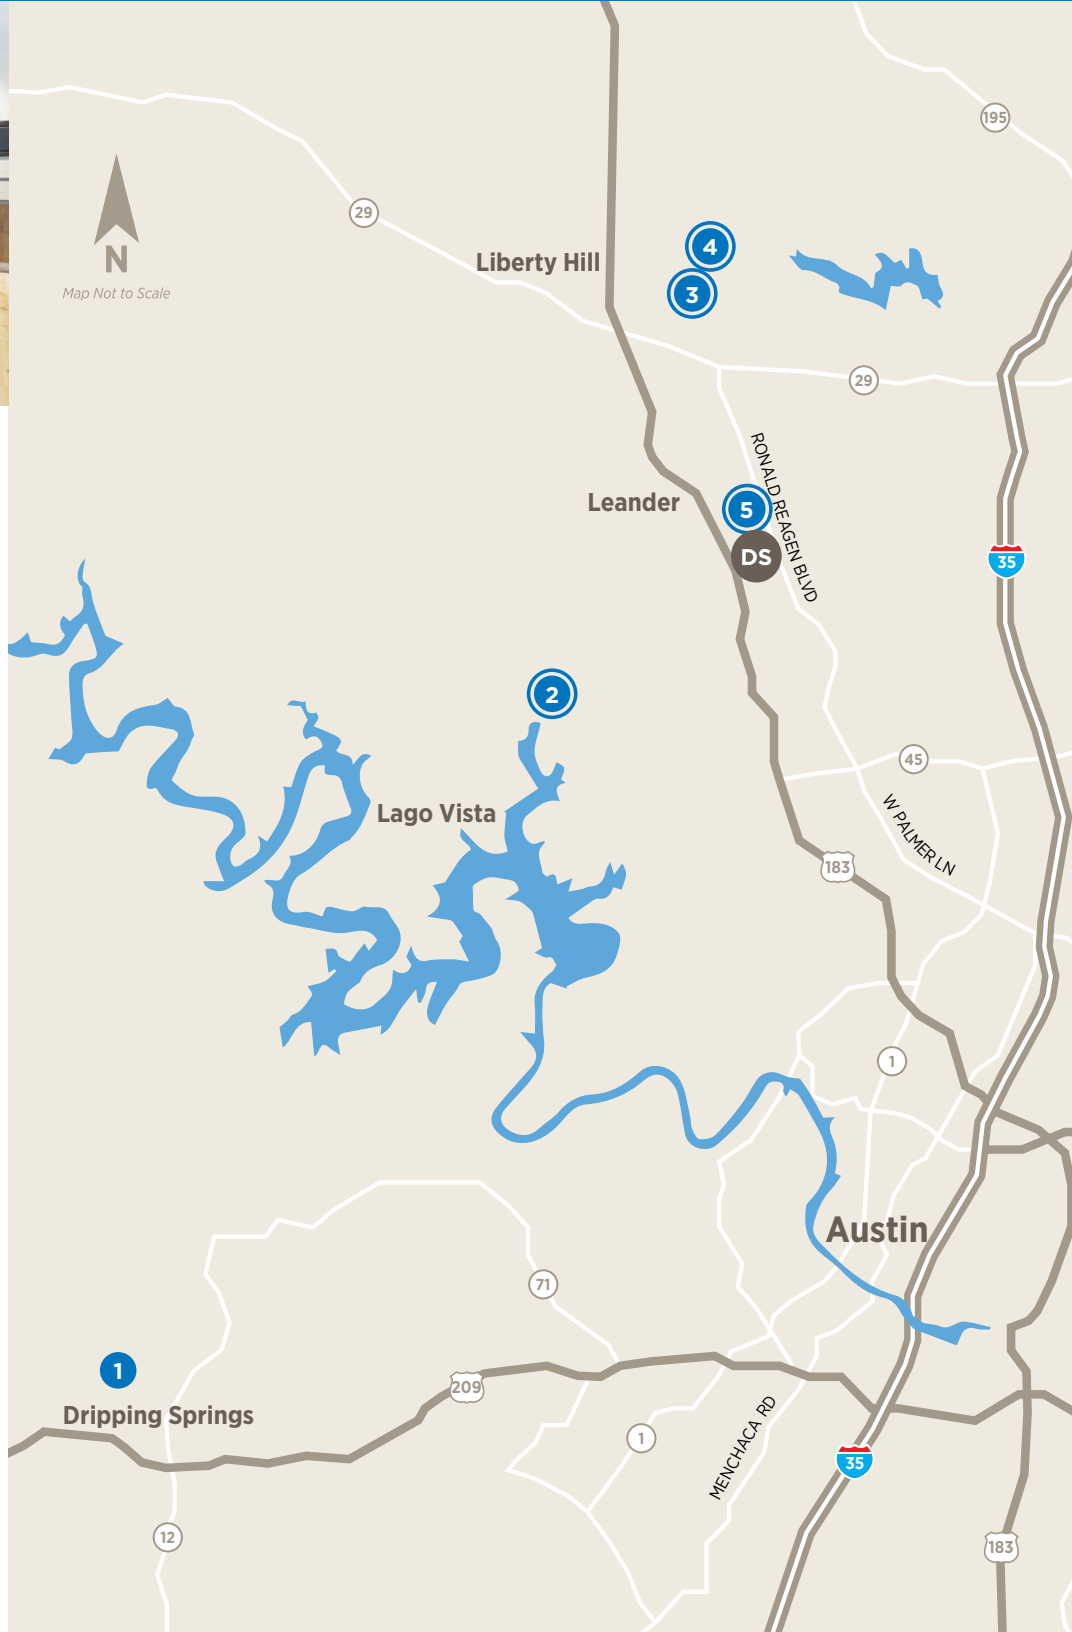 195
29
N
Map Not to Scale
Liberty Hill
4
3
29
RONALD REAGEN BLVD
Leander
5
DS
35
2
45
Lago Vista
W PALMER LN
183
1
Austin
71
1
Dripping Springs
209
1
MENCHACA RD
35
12
183